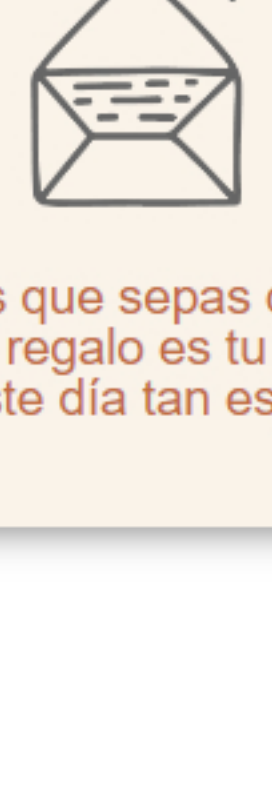 s que sepas
regalo es tu
ste día tan es